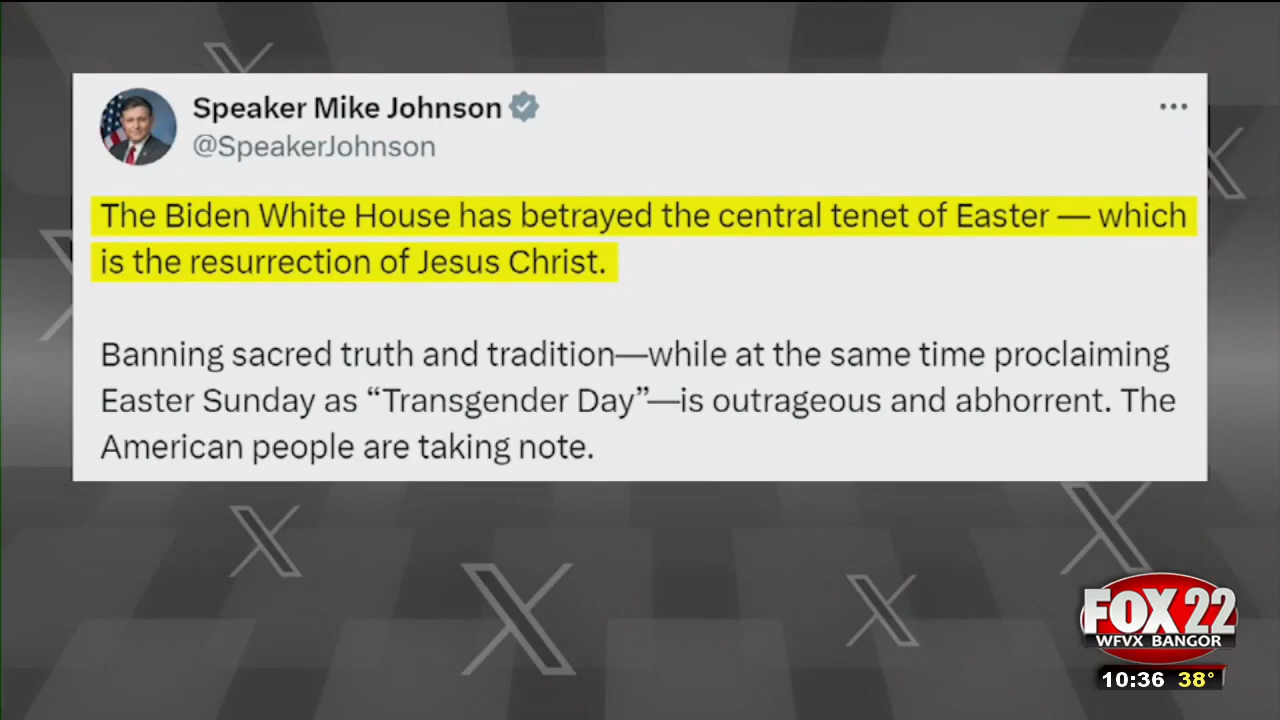 Speaker Mike Johnson
@SpeakerJohnson
The Biden White House has betrayed the central tenet of Easter — which
is the resurrection of Jesus Christ.
Banning sacred truth and tradition—while at the same time proclaiming
Easter Sunday as “Transgender Day”—is outrageous and abhorrent. The
American people are taking note.
FOX 22
WFVX BANGOR
10:36 38°